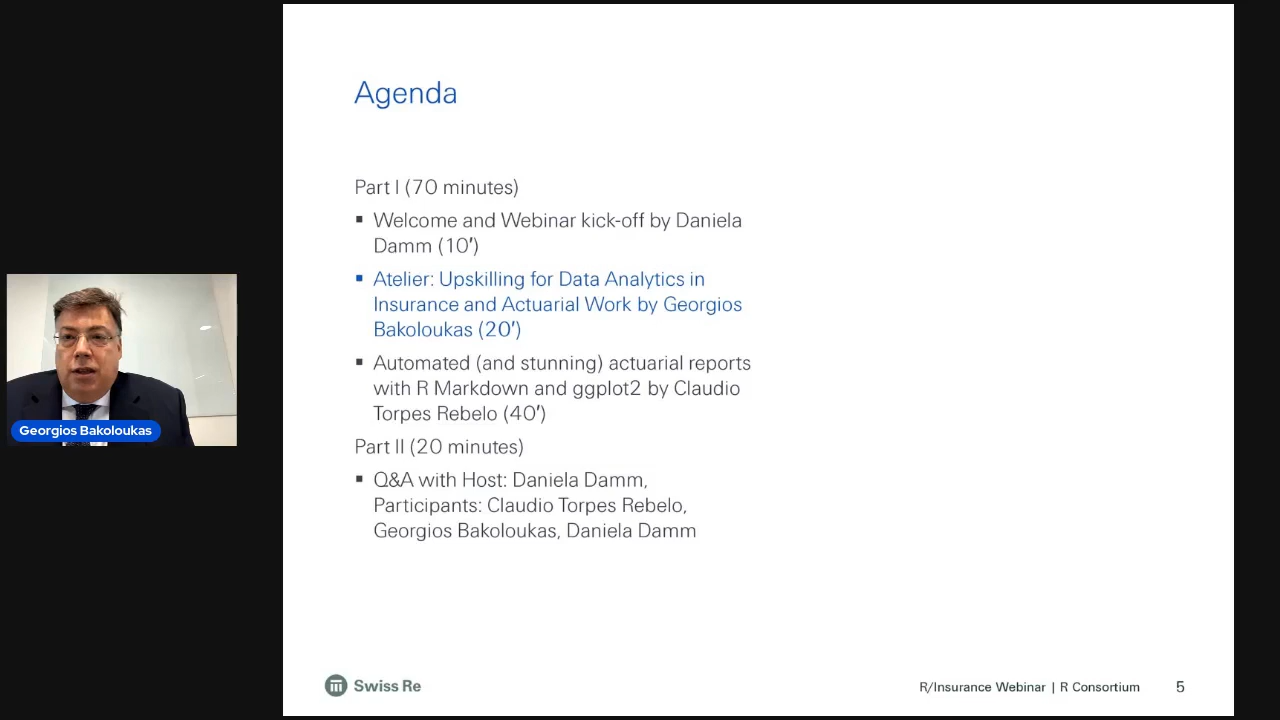 Agenda
Part I (70 minutes)
▪ Welcome and Webinar kick-off by Daniela
Damm (10′)
▪ Atelier: Upskilling for Data Analytics in
Insurance and Actuarial Work by Georgios
Bakoloukas (20′)
▪ Automated (and stunning) actuarial reports
with R Markdown and ggplot2 by Claudio
Torpes Rebelo (40′)
Part II (20 minutes)
▪ Q&A with Host: Daniela Damm,
Participants: Claudio Torpes Rebelo,
Georgios Bakoloukas, Daniela Damm
Georgios Bakoloukas
Swiss Re
R/Insurance Webinar | R Consortium 5